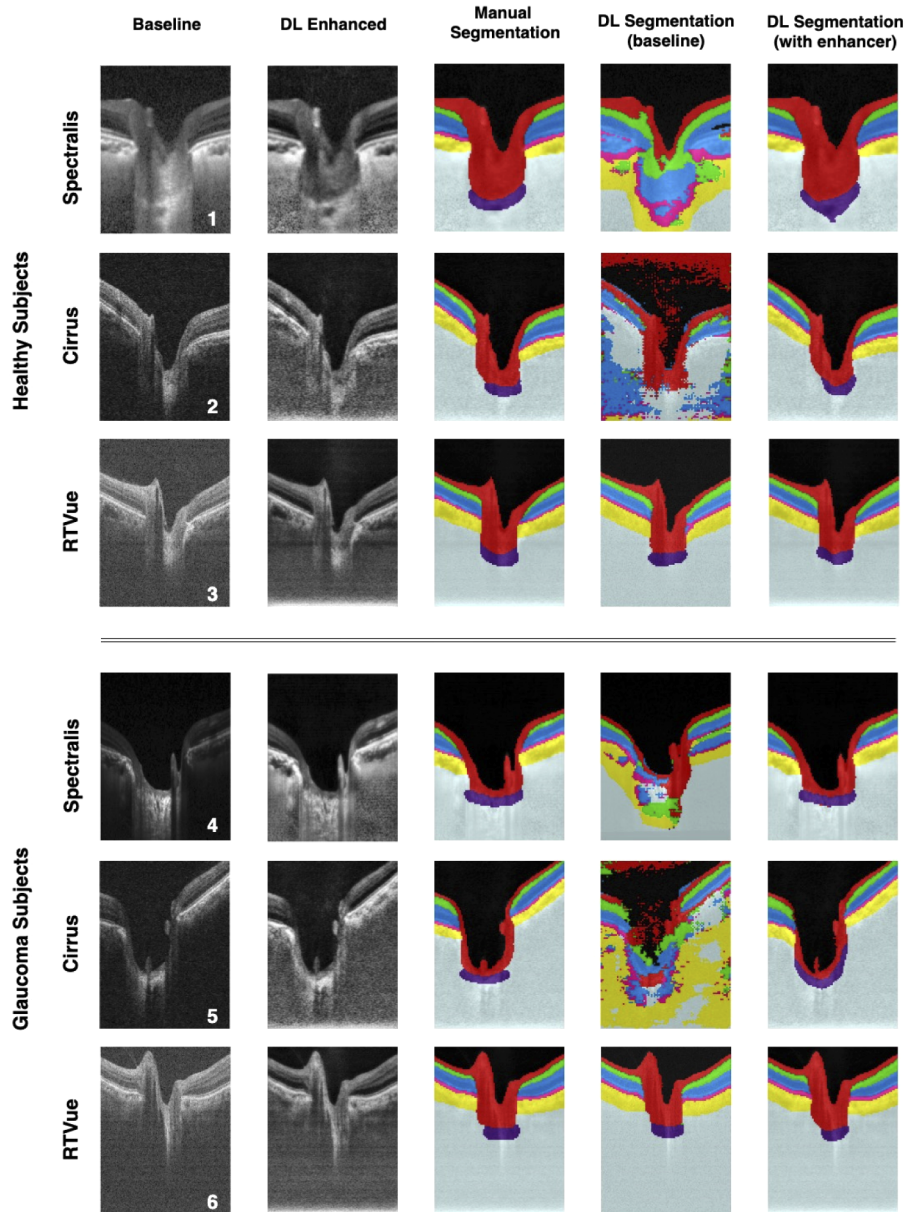 Baseline
DL Enhanced
Manual
Segmentation
DL Segmentation
(baseline)
DL Segmentation
(with enhancer)
Healthy Subjects
Spectralis
1
Cirrus
2
RTVue
3
Glaucoma Subjects
Spectralis
4
Cirrus
5
RTVue
6